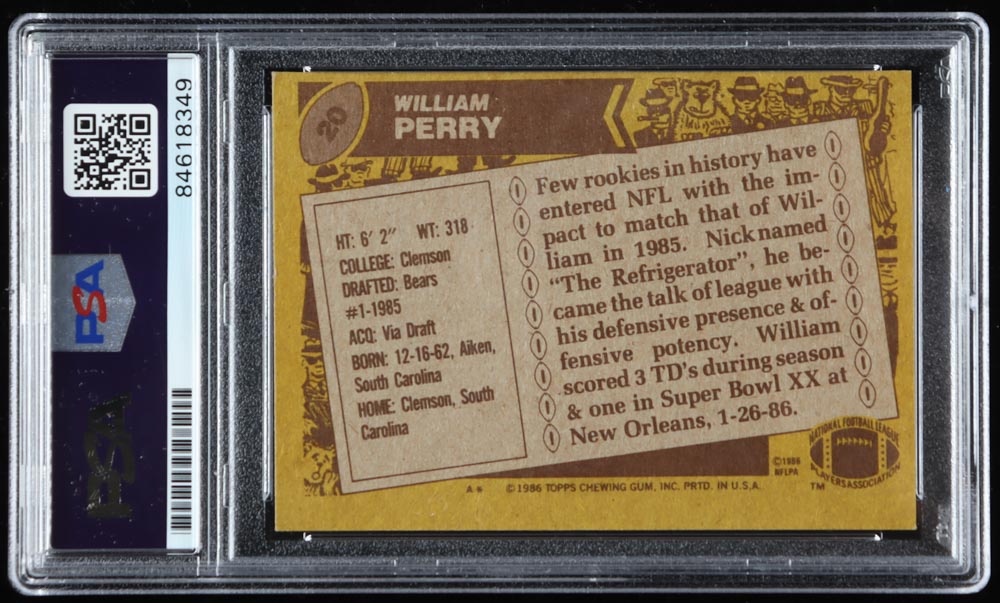 84618349
PSA
PSA
20
WILLIAM
PERRY
HT: 6′ 2″ WT: 318
COLLEGE: Clemson
DRAFTED: Bears
#1-1985
ACQ: Via Draft
BORN: 12-16-62, Aiken,
South Carolina
HOME: Clemson, South
Carolina
Few rookies in history have
entered NFL with the im-
pact to match that of Wil-
liam in 1985. Nicknamed
"The Refrigerator", he be-
came the talk of league with
his defensive presence & of-
fensive potency. William
scored 3 TD's during season
& one in Super Bowl XX at
New Orleans, 1-26-86.
©1986
NFLPA
NATIONAL FOOTBALL LEAGUE
PLAYERS ASSOCIATION
TM
A* ©1986 TOPPS CHEWING GUM, INC. PRTD. IN U.S.A.